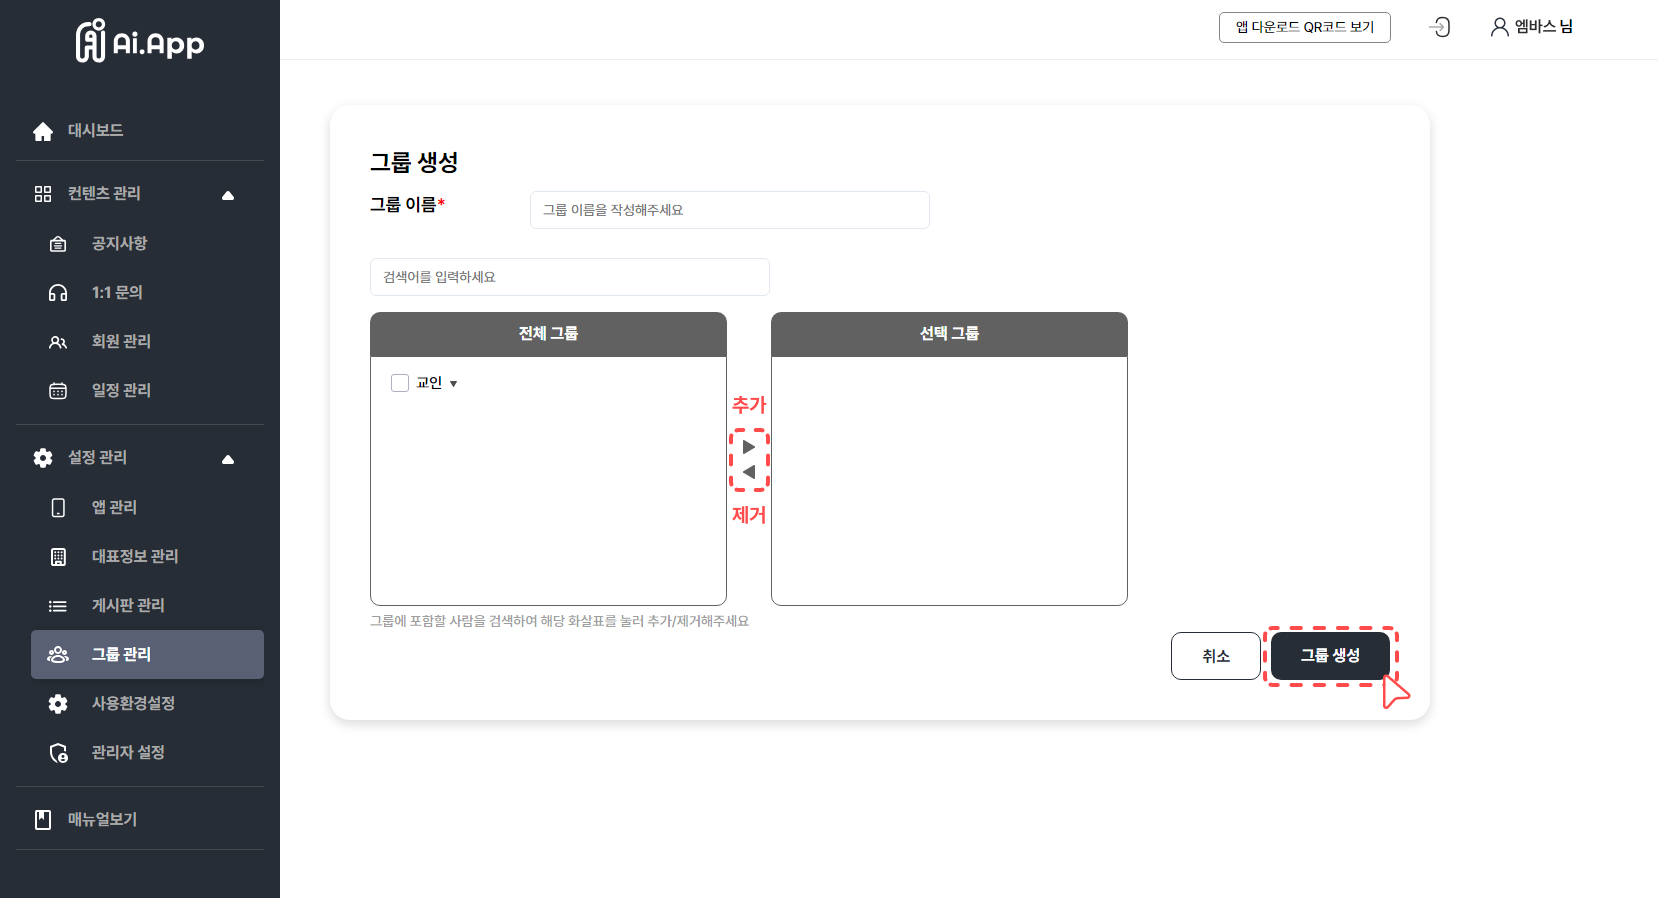 Ai.App
앱 다운로드 QR코드 보기
엠바스 님
대시보드
컨텐츠 관리
공지사항
1:1 문의
회원 관리
일정 관리
설정 관리
앱 관리
대표정보 관리
게시판 관리
그룹 관리
사용환경설정
관리자 설정
매뉴얼보기
그룹 생성
그룹 이름*
그룹 이름을 작성해주세요
검색어를 입력하세요
전체 그룹
선택 그룹
교인 ▼
추가
제거
그룹에 포함할 사람을 검색하여 해당 화살표를 눌러 추가/제거해주세요
취소
그룹 생성